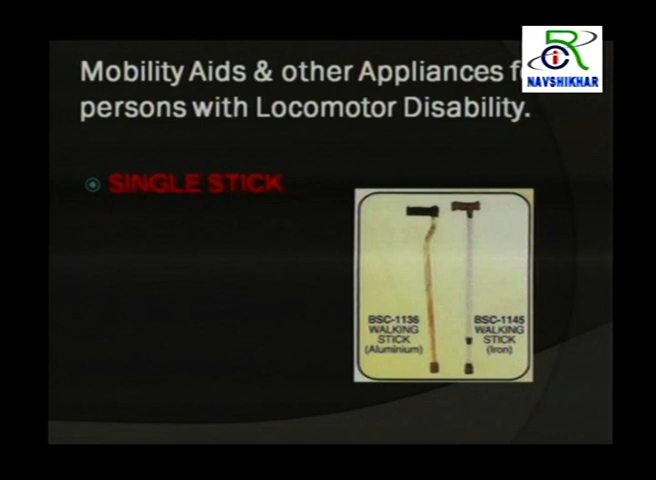 Mobility Aids & other Appliances
persons with Locomotor Disability.
SINGLE STICK
BSC-1136
WALKING
STICK
(Aluminium)
BSC-1145
WALKING
STICK
(Iron)
RCi
NAVSHIKHAR